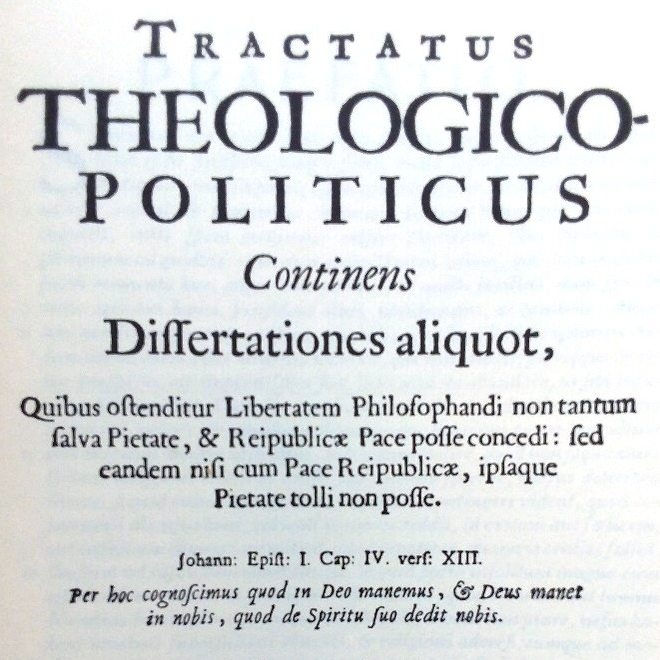 TRACTATUS
THEOLOGICO-
POLITICUS
Continens
Diſſertationes aliquot,
Quibus oſtenditur Libertatem Philoſophandi non tantum
ſalva Pietate, & Reipublicæ Pace poſſe concedi: ſed
eandem niſi cum Pace Reipublicæ, ipſaque
Pietate tolli non poſſe.
Johann: Epiſt: I. Cap: IV. verſ: XIII.
Per hoc cognoſcimus quod in Deo manemus, & Deus manet
in nobis, quod de Spiritu ſuo dedit nobis.